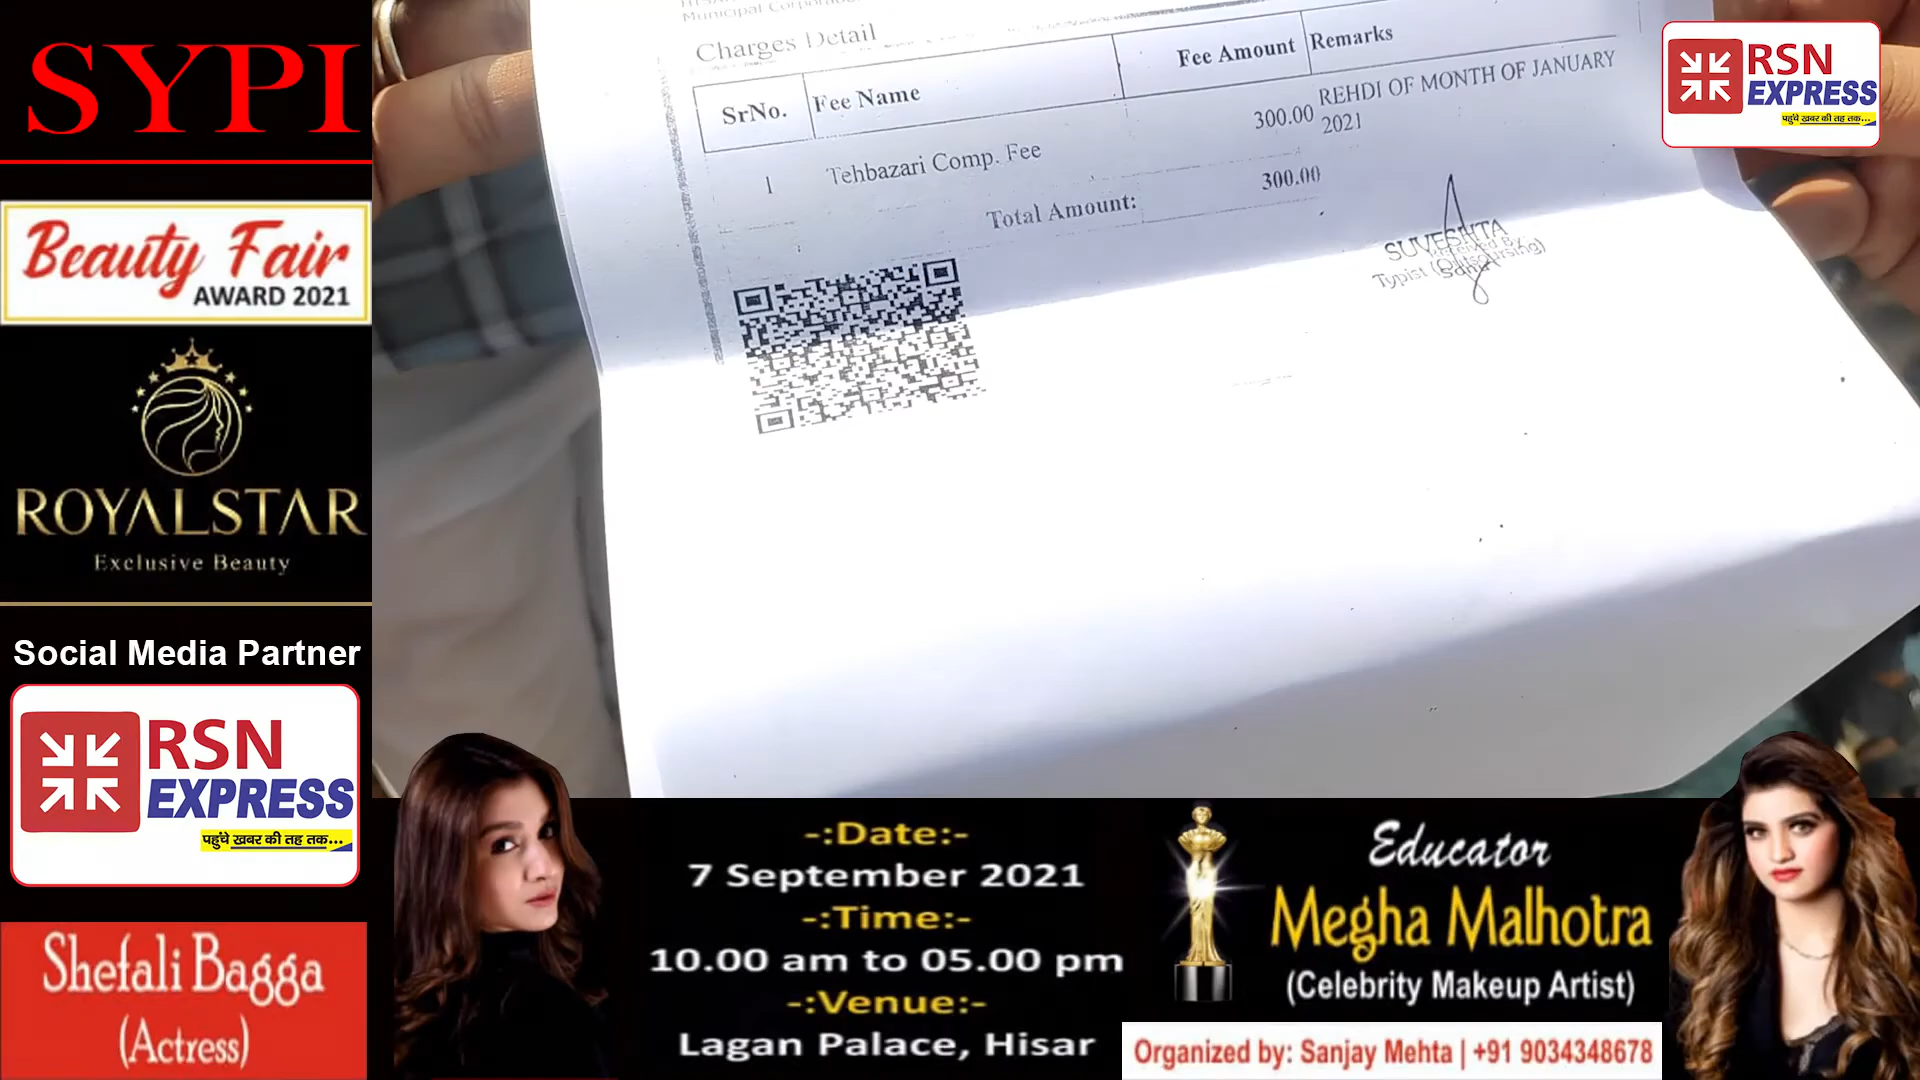 SYPI
Beauty Fair
AWARD 2021
ROYALSTAR
Exclusive Beauty
Social Media Partner
RSN
EXPRESS
पहुंचे खबर की तह तक...
Shefali Bagga
(Actress)
Municipal Corporation
Charges Detail
SrNo. Fee Name Fee Amount Remarks
1 Tehbazari Comp. Fee 300.00 REHDI OF MONTH OF JANUARY
2021
Total Amount: 300.00
SUVESHTA
Typist (Outsoursing)
RSN
EXPRESS
पहुंचे खबर की तह तक...
-:Date:-
7 September 2021
-:Time:-
10.00 am to 05.00 pm
-:Venue:-
Lagan Palace, Hisar
Educator
Megha Malhotra
(Celebrity Makeup Artist)
Organized by: Sanjay Mehta | +91 9034348678